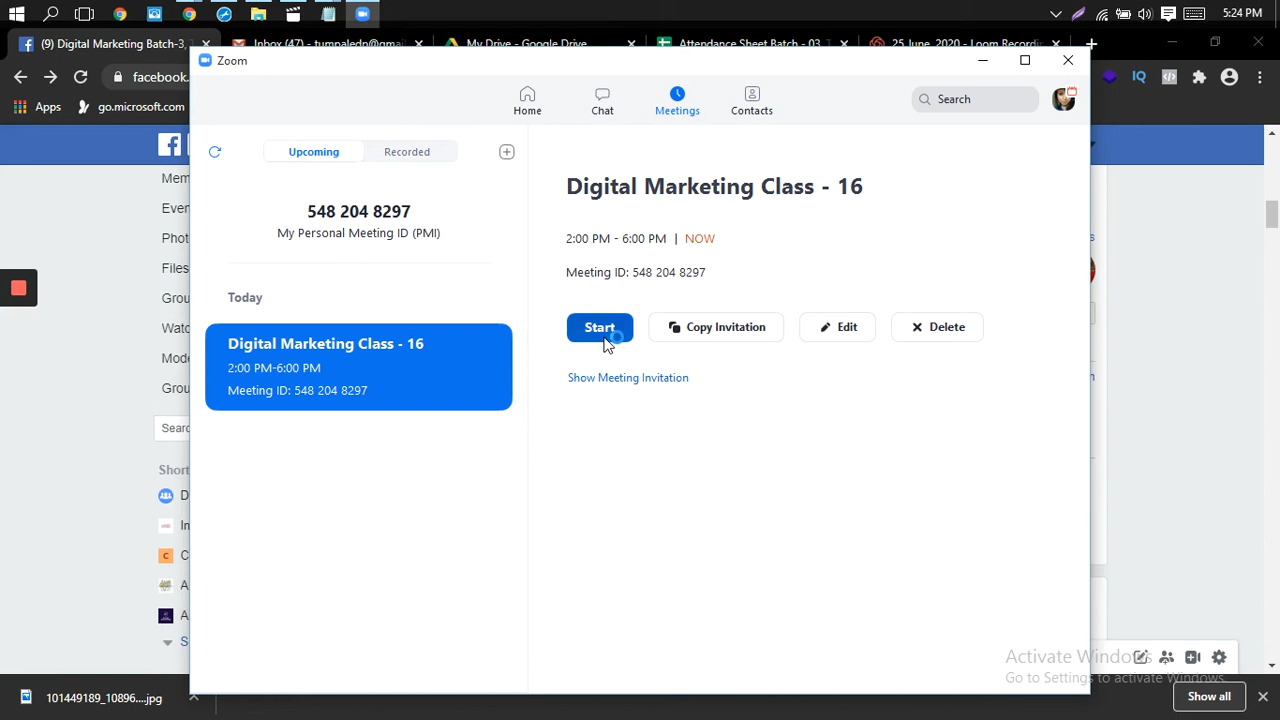 5:24 PM
(9) Digital Marketing Batch-3,
Inbox (47) - tumpaledn@gmai
My Drive - Google Drive
Attendance Sheet Batch - 03
25 June, 2020 - Loom Recordi
Zoom
facebook.
Apps
go.microsoft.com
Home
Chat
Meetings
Contacts
Search
Upcoming
Recorded
548 204 8297
My Personal Meeting ID (PMI)
Today
Digital Marketing Class - 16
2:00 PM-6:00 PM
Meeting ID: 548 204 8297
Digital Marketing Class - 16
2:00 PM - 6:00 PM | NOW
Meeting ID: 548 204 8297
Start
Copy Invitation
Edit
Delete
Show Meeting Invitation
Mem
Even
Phot
Files
Grou
Watc
Mode
Grou
Searc
Short
D
In
C
A
A
S
IQ
Activate Windows
Go to Settings to activate Windows.
101449189_10896....jpg
Show all